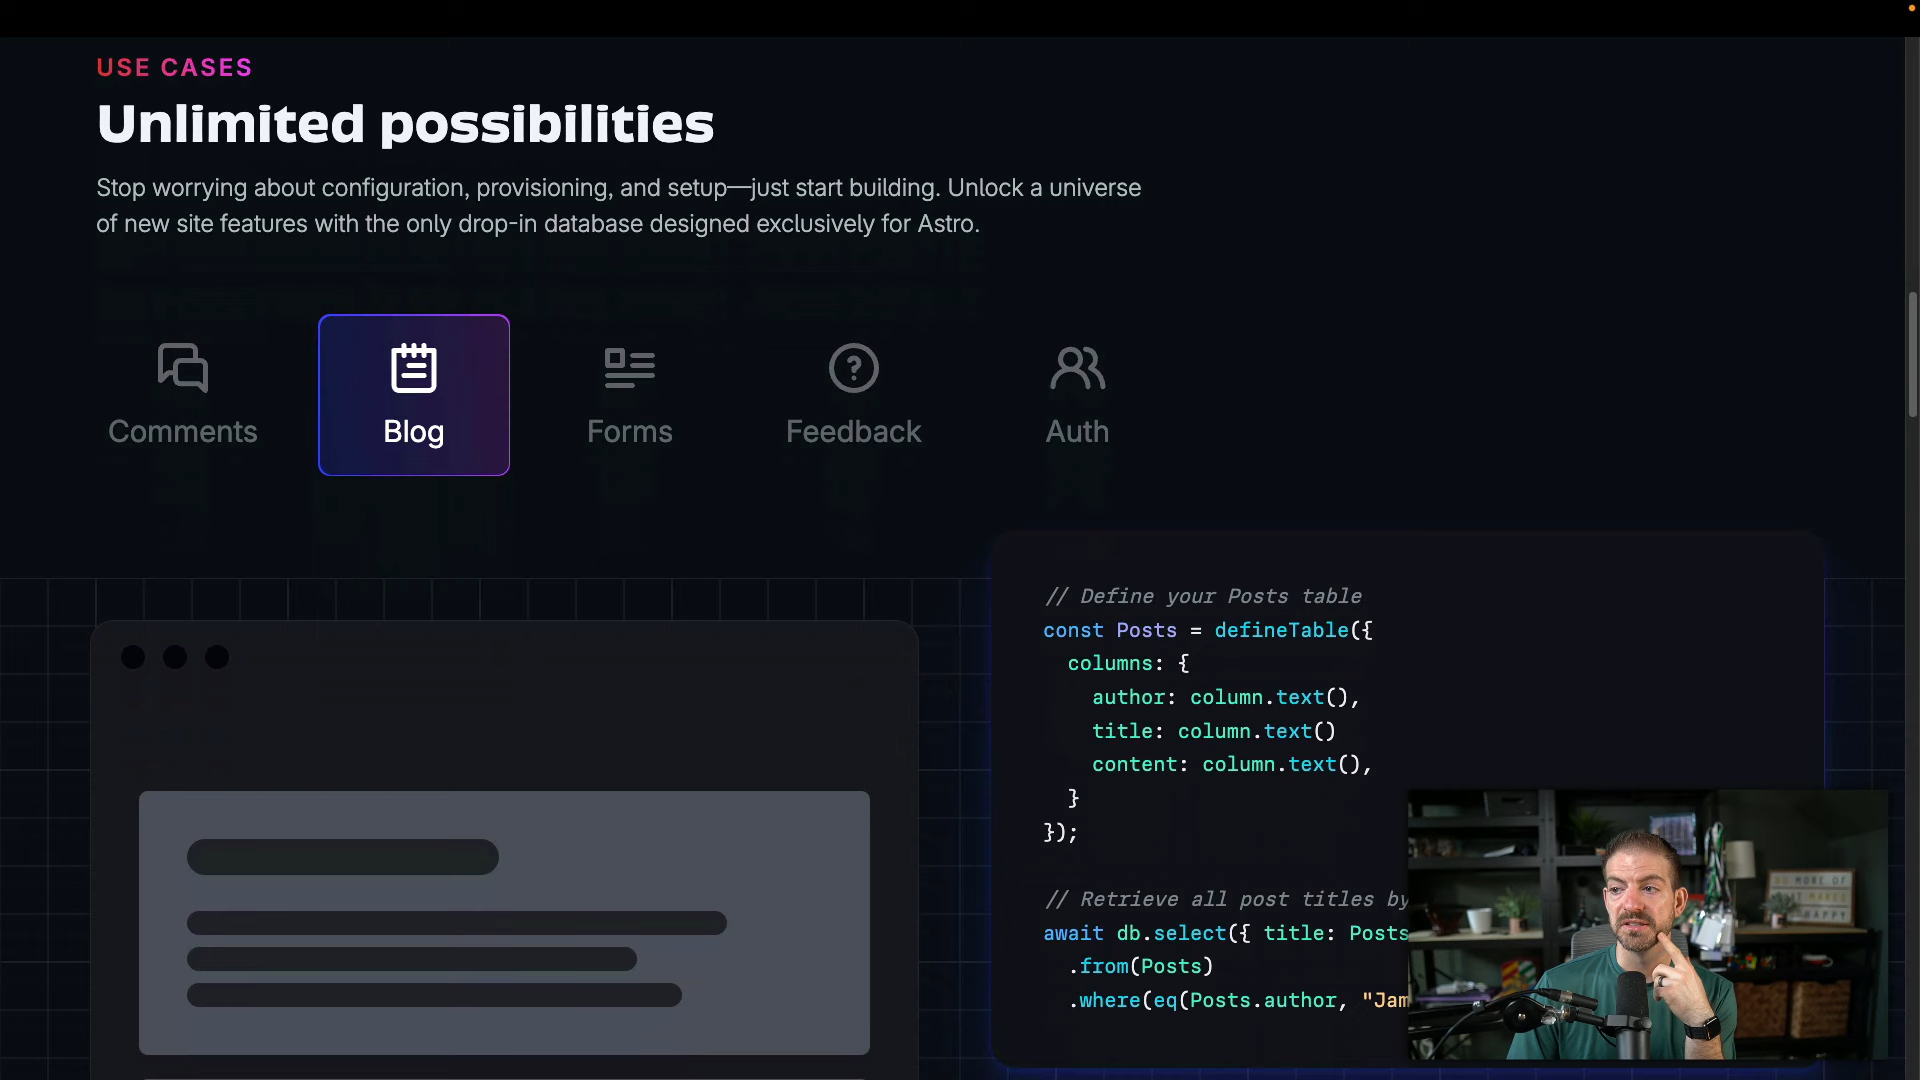 USE CASES
Unlimited possibilities
Stop worrying about configuration, provisioning, and setup—just start building. Unlock a universe
of new site features with the only drop-in database designed exclusively for Astro.
Comments
Blog
Forms
Feedback
Auth
// Define your Posts table
const Posts = defineTable({
columns: {
author: column.text(),
title: column.text()
content: column.text(),
}
});
// Retrieve all post titles by
await db.select({ title: Posts
.from(Posts)
.where(eq(Posts.author, "Jam